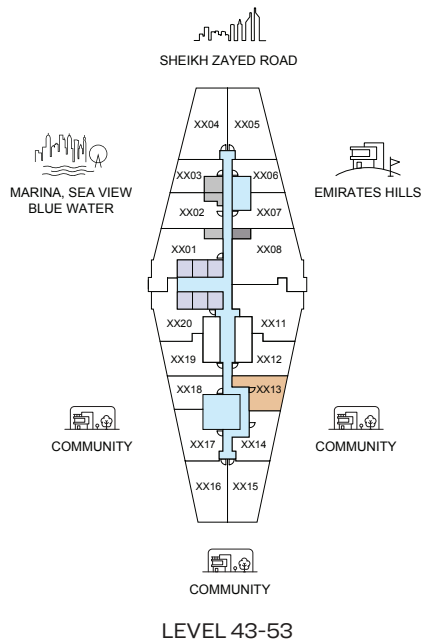 SHEIKH ZAYED ROAD
XX04 XX05
MARINA, SEA VIEW
BLUE WATER
EMIRATES HILLS
XX03 XX06
XX02 XX07
XX01 XX08
XX20 XX11
XX19 XX12
XX18 XX13
COMMUNITY
COMMUNITY
XX17 XX14
XX16 XX15
COMMUNITY
LEVEL 43-53